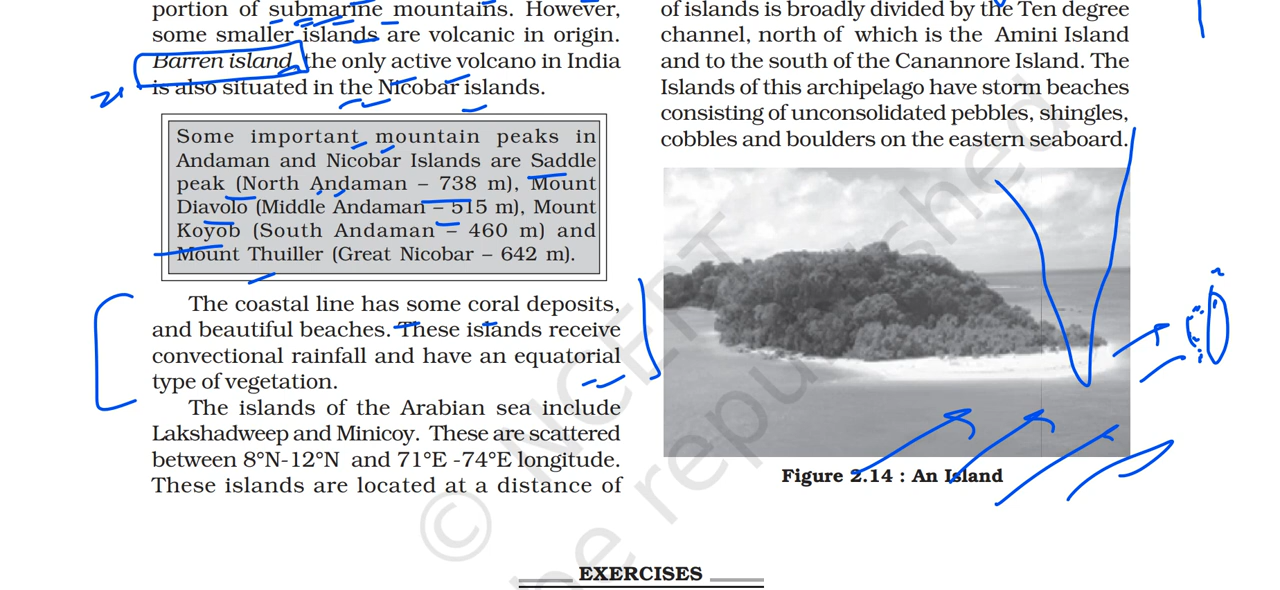 portion of submarine mountains. However,
some smaller islands are volcanic in origin.
Barren island, the only active volcano in India
is also situated in the Nicobar islands.
Some important mountain peaks in
Andaman and Nicobar Islands are Saddle
peak (North Andaman – 738 m), Mount
Diavolo (Middle Andaman – 515 m), Mount
Koyob (South Andaman – 460 m) and
Mount Thuiller (Great Nicobar – 642 m).
The coastal line has some coral deposits,
and beautiful beaches. These islands receive
convectional rainfall and have an equatorial
type of vegetation.
The islands of the Arabian sea include
Lakshadweep and Minicoy. These are scattered
between 8°N-12°N and 71°E -74°E longitude.
These islands are located at a distance of
of islands is broadly divided by the Ten degree
channel, north of which is the Amini Island
and to the south of the Canannore Island. The
Islands of this archipelago have storm beaches
consisting of unconsolidated pebbles, shingles,
cobbles and boulders on the eastern seaboard.
Figure 2.14 : An Island
EXERCISES
© NCERT
be republished